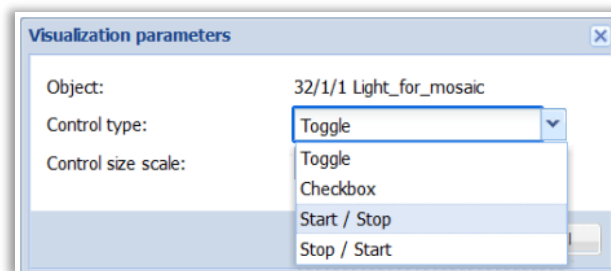 Visualization parameters
Object: 32/1/1 Light_for_mosaic
Control type: Toggle
Control size scale:
Toggle
Checkbox
Start / Stop
Stop / Start